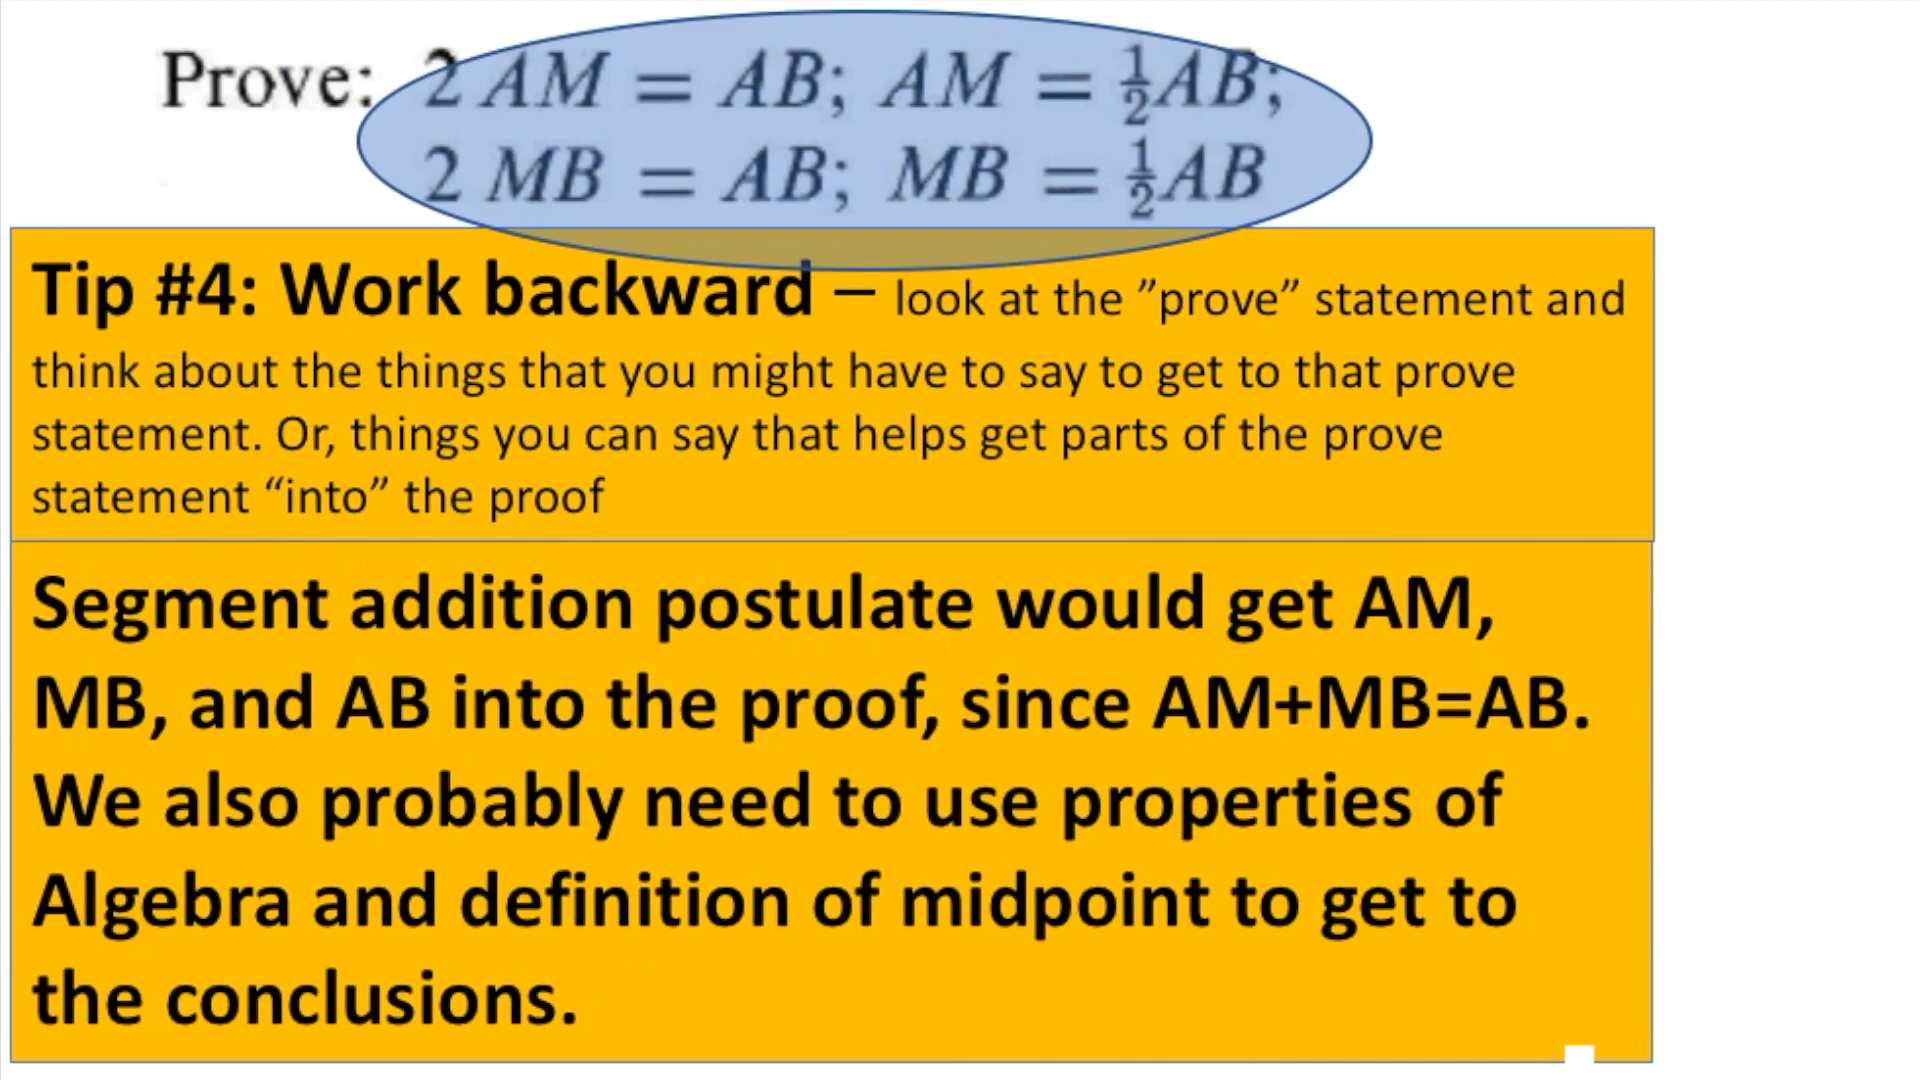 Prove: 2 AM = AB; AM = ½AB;
2 MB = AB; MB = ½AB
Tip #4: Work backward – look at the ”prove” statement and
think about the things that you might have to say to get to that prove
statement. Or, things you can say that helps get parts of the prove
statement “into” the proof
Segment addition postulate would get AM,
MB, and AB into the proof, since AM+MB=AB.
We also probably need to use properties of
Algebra and definition of midpoint to get to
the conclusions.